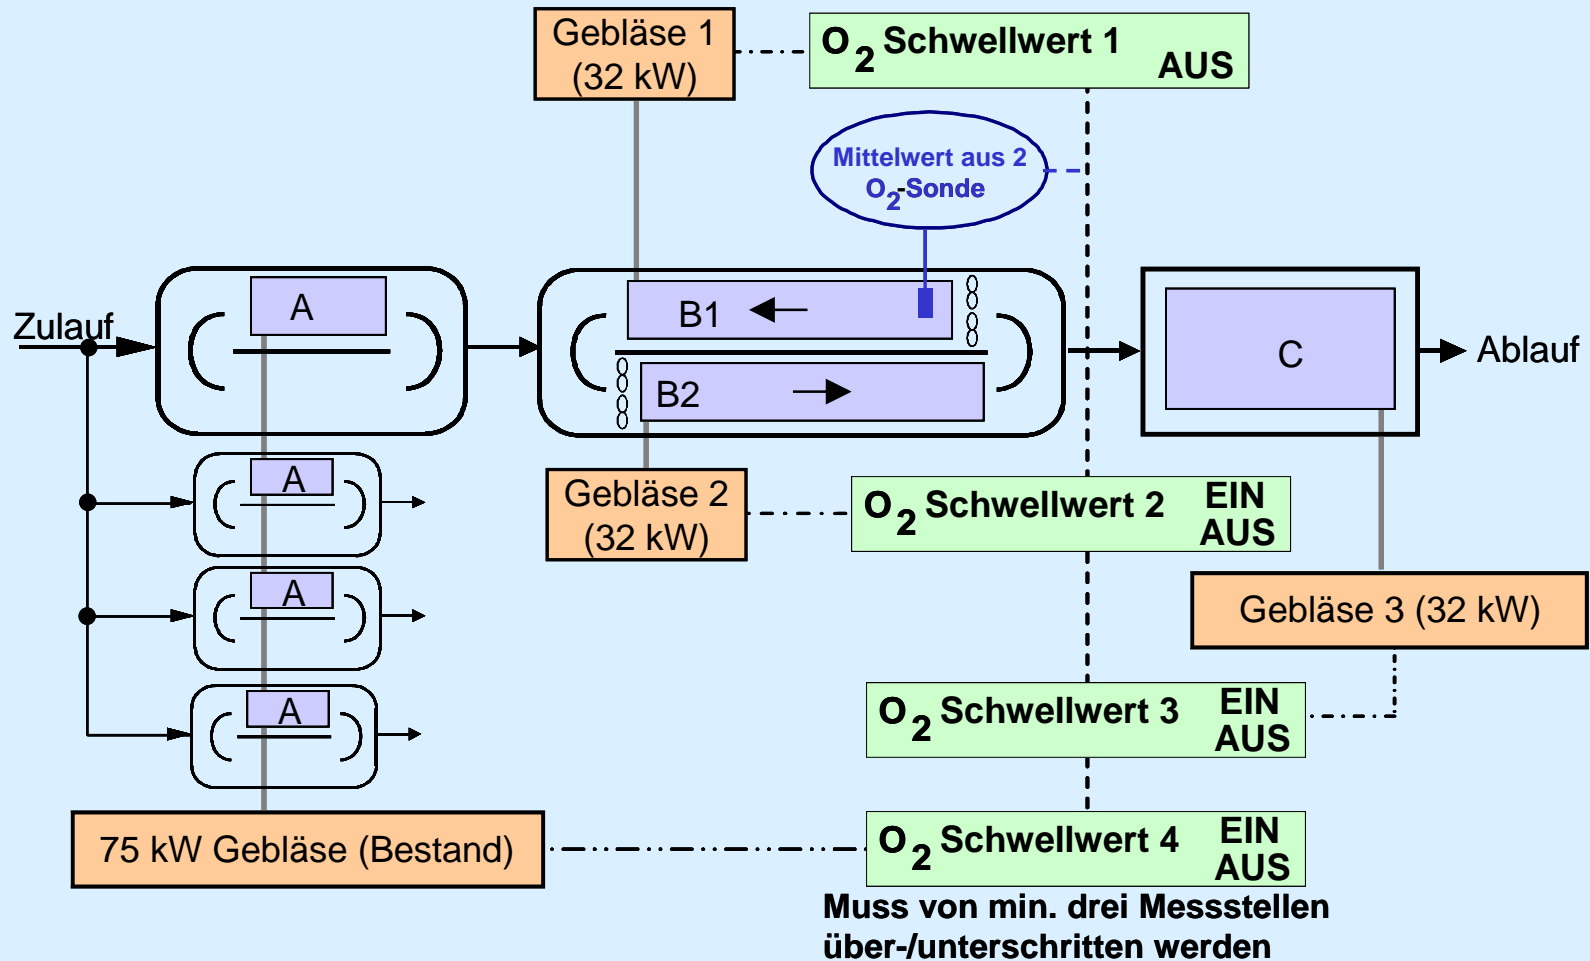 Gebläse 1
(32 kW)
O2 Schwellwert 1
AUS
Mittelwert aus 2
O2-Sonde
Zulauf
A
B1
B2
C
Ablauf
A
A
A
Gebläse 2
(32 kW)
O2 Schwellwert 2 EIN
AUS
Gebläse 3 (32 kW)
O2 Schwellwert 3 EIN
AUS
75 kW Gebläse (Bestand)
O2 Schwellwert 4 EIN
AUS
Muss von min. drei Messstellen
über-/unterschritten werden